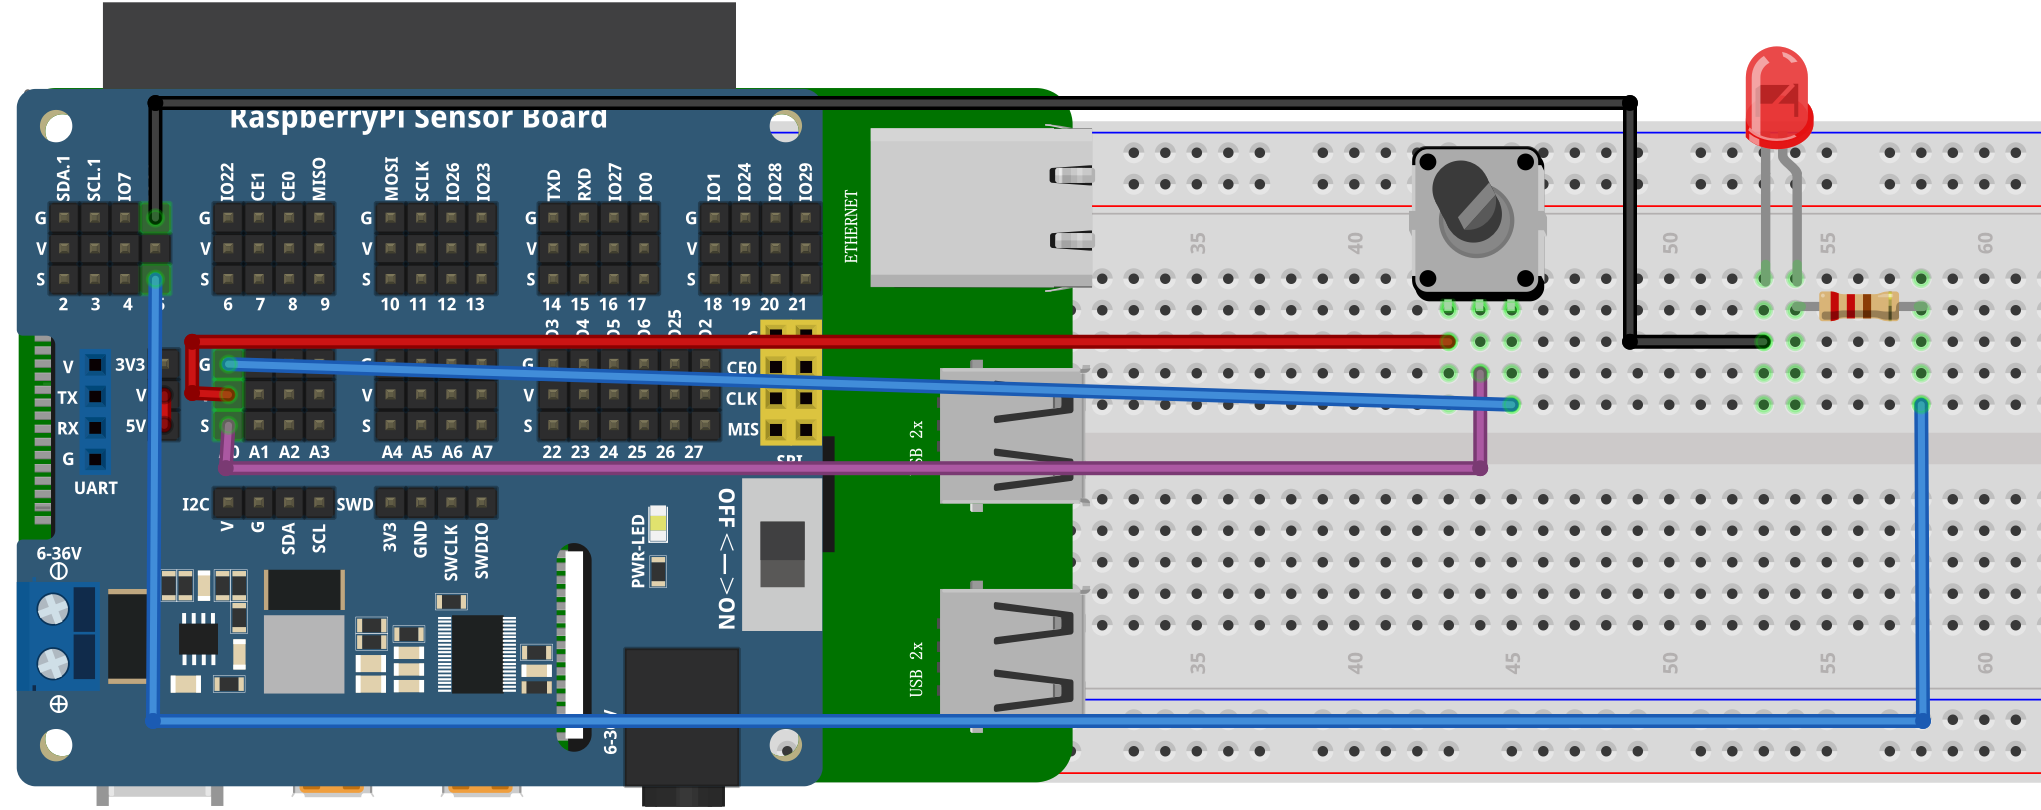 RaspberryPi Sensor Board
SDA.1 SCL.1 IO7 IO22 CE1 CE0 MISO MOSI SCLK IO26 IO23 TXD RXD IO27 IO0 IO1 IO24 IO28 IO29
G G G G G
V V V V V
S S S S S
2 3 4 5 6 7 8 9 10 11 12 13 14 15 16 17 18 19 20 21
ETHERNET
35 40 50 55 60
V 3V3 G G G CE0
TX V V V CLK
RX 5V S S S MIS
G A0 A1 A2 A3 A4 A5 A6 A7 22 23 24 25 26 27
SPI
UART
I2C SWD
V G SDA SCL 3V3 GND SWCLK SWDIO
PWR-LED
OFF <—> ON
6-36V
USB 2x
35 40 45 50 55 60